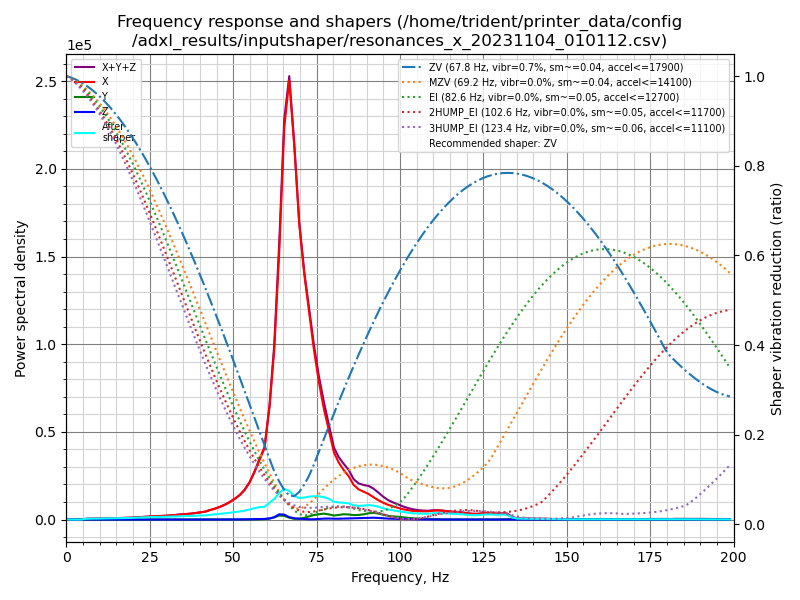 Frequency response and shapers (/home/trident/printer_data/config
/adxl_results/inputshaper/resonances_x_20231104_010112.csv)
1e5
X+Y+Z
X
Y
Z
After
shaper
ZV (67.8 Hz, vibr=0.7%, sm~=0.04, accel<=17900)
MZV (69.2 Hz, vibr=0.0%, sm~=0.04, accel<=14100)
EI (82.6 Hz, vibr=0.0%, sm~=0.05, accel<=12700)
2HUMP_EI (102.6 Hz, vibr=0.0%, sm~=0.05, accel<=11700)
3HUMP_EI (123.4 Hz, vibr=0.0%, sm~=0.06, accel<=11100)
Recommended shaper: ZV
2.5
2.0
1.5
1.0
0.5
0.0
Power spectral density
1.0
0.8
0.6
0.4
0.2
0.0
Shaper vibration reduction (ratio)
0 25 50 75 100 125 150 175 200
Frequency, Hz